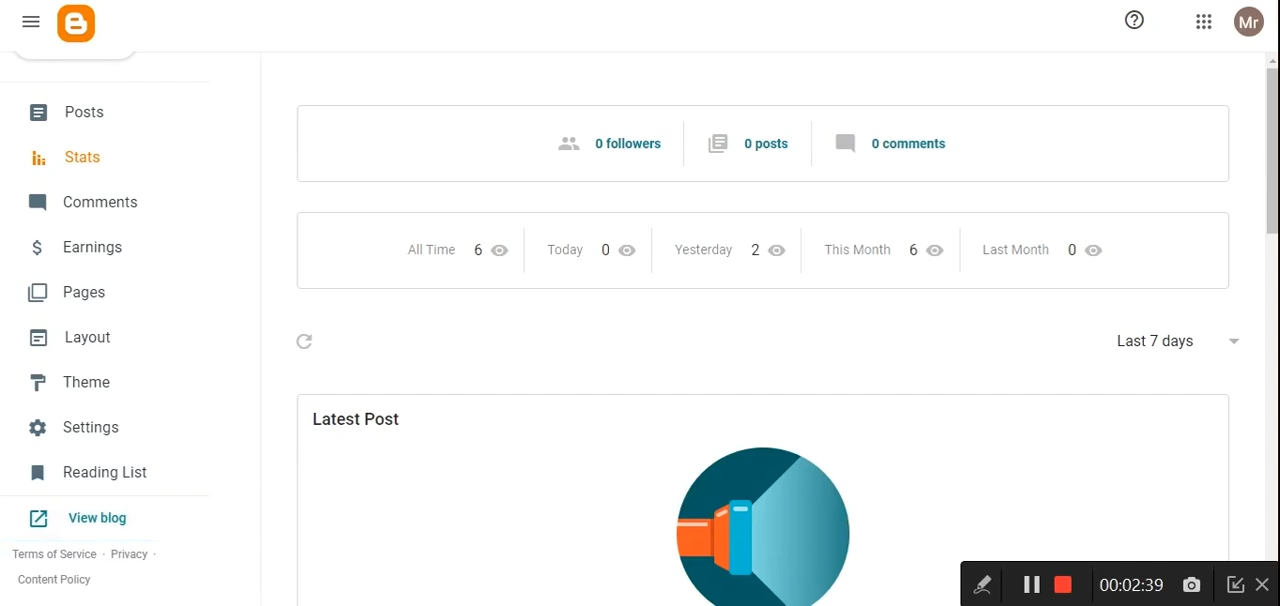 Mr
Posts
Stats
Comments
Earnings
Pages
Layout
Theme
Settings
Reading List
View blog
Terms of Service · Privacy ·
Content Policy
0 followers 0 posts 0 comments
All Time 6 Today 0 Yesterday 2 This Month 6 Last Month 0
Last 7 days
Latest Post
00:02:39